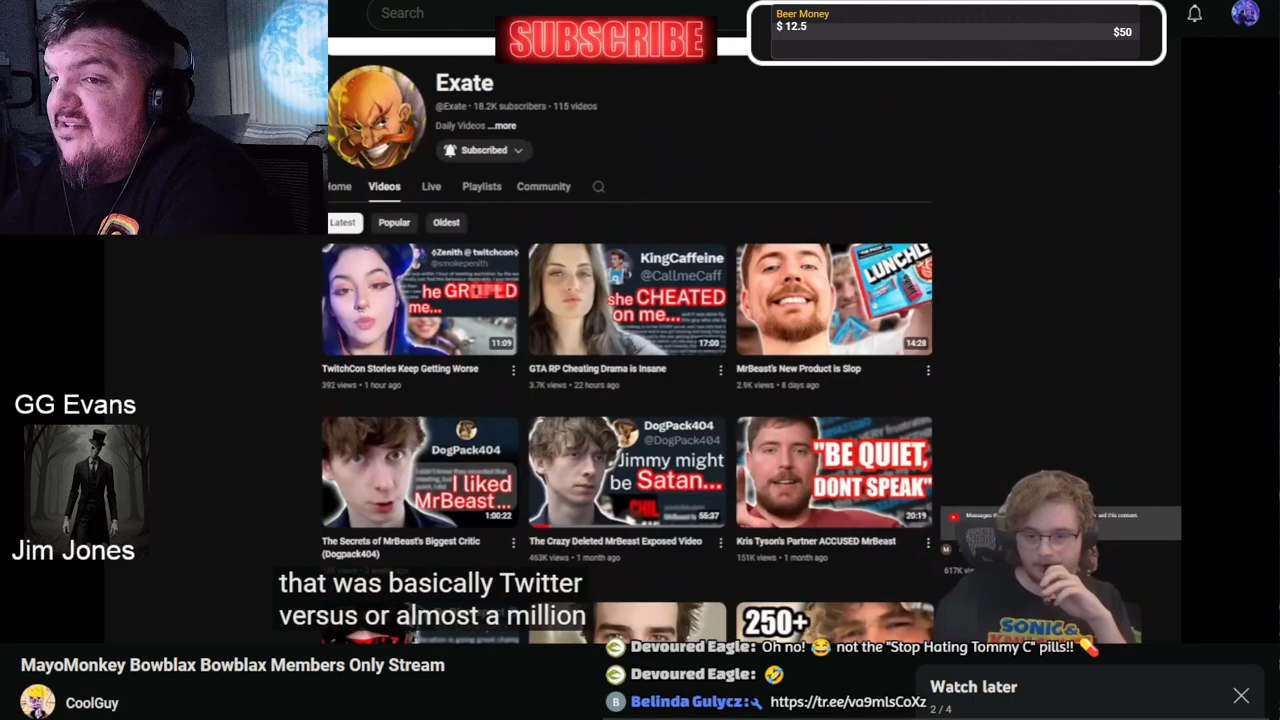 Search
SUBSCRIBE
Beer Money
$ 12.5
$50
Exate
@Exate · 18.2K subscribers · 115 videos
Daily Videos ...more
Subscribed
Home
Videos
Live
Playlists
Community
Latest
Popular
Oldest
Zenith @ twitchcon
@smokepenith
he GROPED
me...
11:09
KingCaffeine
@CallmeCaff
she CHEATED
on me...
17:00
LUNCHLY
14:28
TwitchCon Stories Keep Getting Worse
392 views · 1 hour ago
GTA RP Cheating Drama is Insane
3.7K views · 22 hours ago
MrBeast's New Product is Slop
2.9K views · 8 days ago
DogPack404
I liked
MrBeast...
1:00:22
DogPack404
@DogPack404
Jimmy might
be Satan...
55:37
"BE QUIET,
DONT SPEAK"
20:19
The Secrets of MrBeast's Biggest Critic
(Dogpack404)
The Crazy Deleted MrBeast Exposed Video
463K views · 1 month ago
Kris Tyson's Partner ACCUSED MrBeast
151K views · 1 month ago
250+
GG Evans
Jim Jones
that was basically Twitter
versus or almost a million
617K
SONIC &
MayoMonkey Bowblax Bowblax Members Only Stream
CoolGuy
Devoured Eagle: Oh no! 😂 not the "Stop Hating Tommy C" pills!! 💊
Devoured Eagle: 🤣
B
Belinda Gulycz: https://tr.ee/va9mlsCoXz
Watch later
2 / 4